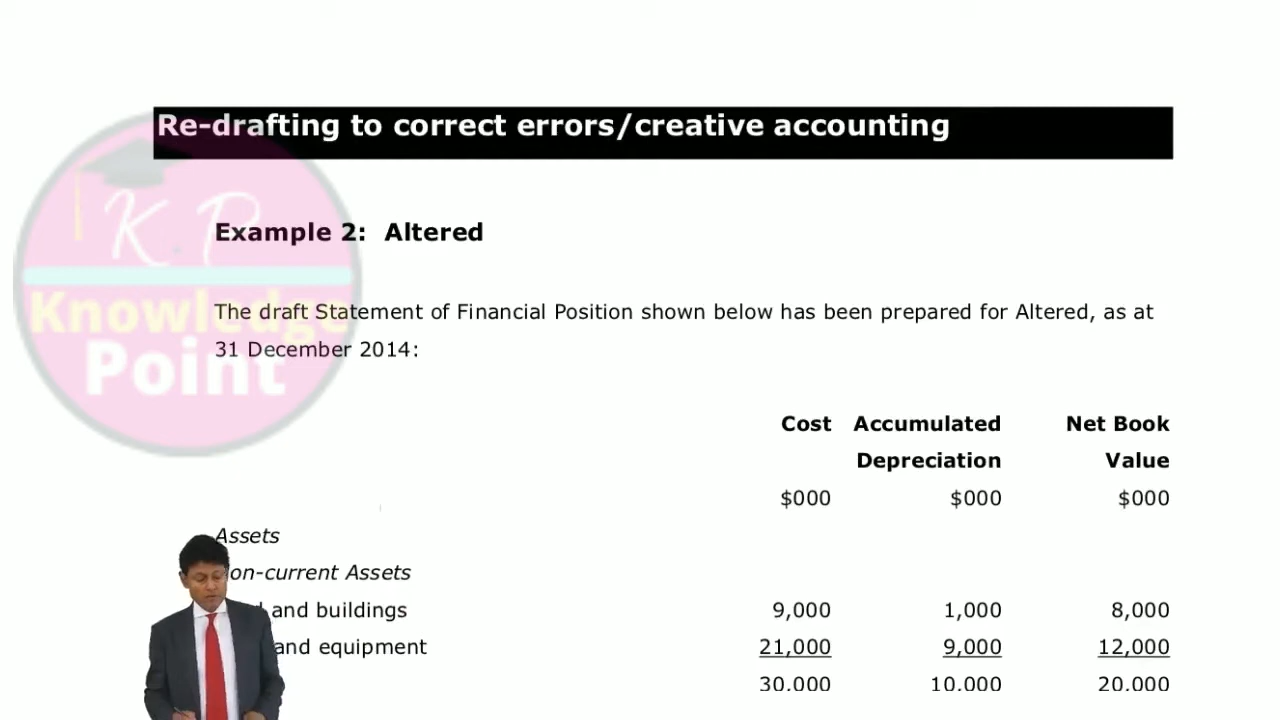 Re-drafting to correct errors/creative accounting
K.P
Knowledge
Point
Example 2: Altered
The draft Statement of Financial Position shown below has been prepared for Altered, as at
31 December 2014:
Cost Accumulated Net Book
Depreciation Value
$000 $000 $000
Assets
on-current Assets
and buildings 9,000 1,000 8,000
and equipment 21,000 9,000 12,000
30,000 10,000 20,000